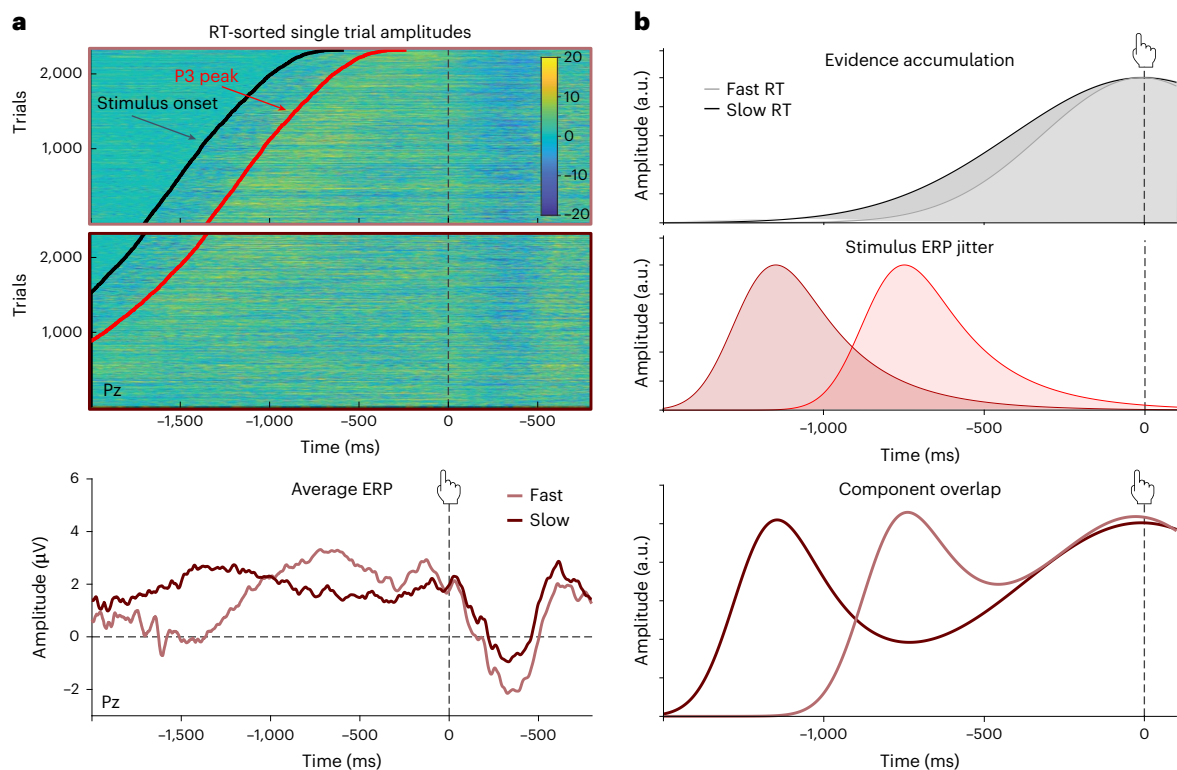 a
RT-sorted single trial amplitudes
2,000
1,000
Trials
P3 peak
Stimulus onset
20
10
0
−10
−20
2,000
1,000
Trials
Pz
−1,500
−1,000
−500
0
−500
Time (ms)
Average ERP
Fast
Slow
6
4
2
0
−2
Amplitude (µV)
Pz
−1,500
−1,000
−500
0
−500
Time (ms)
b
Evidence accumulation
Fast RT
Slow RT
Amplitude (a.u.)
Stimulus ERP jitter
Amplitude (a.u.)
−1,000
−500
0
Time (ms)
Component overlap
Amplitude (a.u.)
−1,000
−500
0
Time (ms)